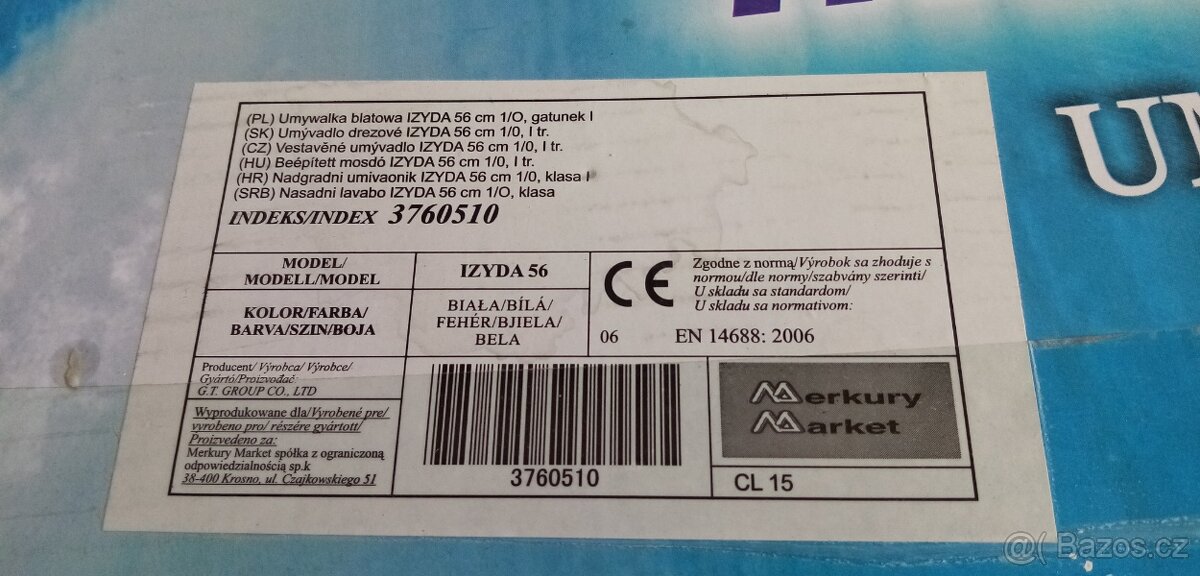 UM
(PL) Umywalka blatowa IZYDA 56 cm 1/O, gatunek I
(SK) Umývadlo drezové IZYDA 56 cm 1/0, I tr.
(CZ) Vestavěné umývadlo IZYDA 56 cm 1/0, I tr.
(HU) Beépített mosdó IZYDA 56 cm 1/0, I tr.
(HR) Nadgradni umivaonik IZYDA 56 cm 1/0, klasa I
(SRB) Nasadni lavabo IZYDA 56 cm 1/O, klasa
INDEKS/INDEX 3760510
MODEL/
MODELL/MODEL
IZYDA 56
KOLOR/FARBA/
BARVA/SZIN/BOJA
BIAŁA/BÍLÁ/
FEHÉR/BJIELA/
BELA
CE
Zgodne z normą/Výrobok sa zhoduje s
normou/dle normy/szabvány szerinti/
U skladu sa standardom/
U skladu sa normativom:
06 EN 14688: 2006
Producent/ Výrobca/ Výrobce/
Gyártó/Proizvođač:
G.T. GROUP CO., LTD
Wyprodukowane dla/Vyrobené pre/
vyrobeno pro/ részére gyártott/
Proizvedeno za:
Merkury Market spółka z ograniczoną
odpowiedzialnością sp.k
38-400 Krosno, ul. Czajkowskiego 51
3760510
Merkury
Market
CL 15
@( Bazos.cz